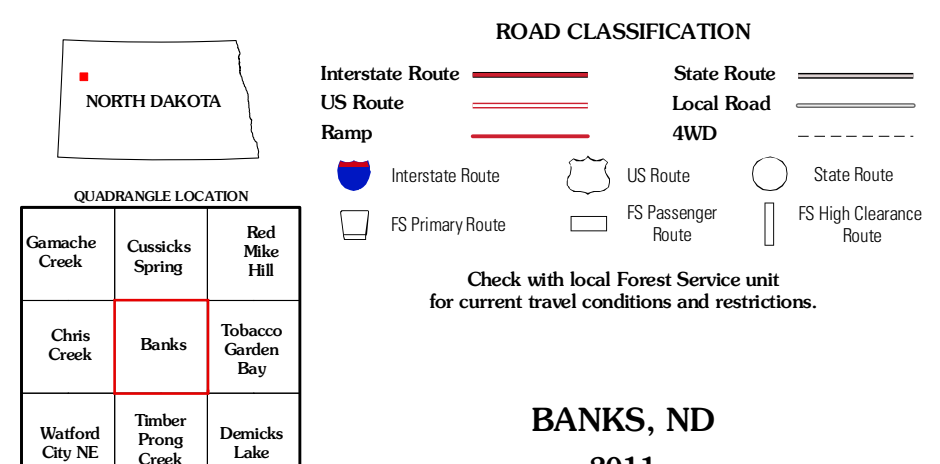 NORTH DAKOTA
QUADRANGLE LOCATION
Gamache
Creek
Cussicks
Spring
Red
Mike
Hill
Chris
Creek
Banks
Tobacco
Garden
Bay
Watford
City NE
Timber
Prong
Creek
Demicks
Lake
ROAD CLASSIFICATION
Interstate Route
State Route
US Route
Local Road
Ramp
4WD
Interstate Route
US Route
State Route
FS Primary Route
FS Passenger
Route
FS High Clearance
Route
Check with local Forest Service unit
for current travel conditions and restrictions.
BANKS, ND
2011